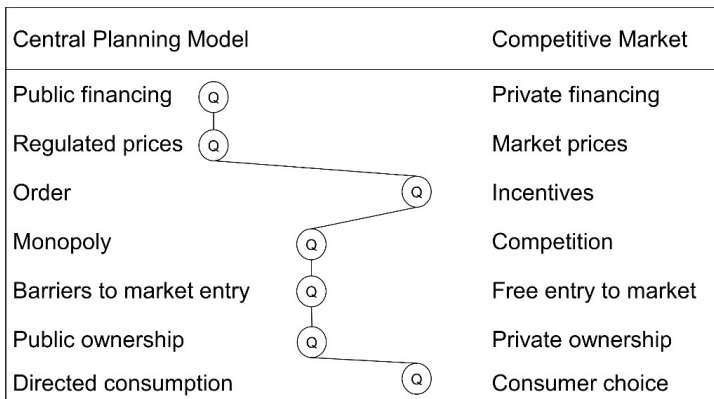 Central Planning Model Competitive Market
Public financing Q Private financing
Regulated prices Q Market prices
Order Q Incentives
Monopoly Q Competition
Barriers to market entry Q Free entry to market
Public ownership Q Private ownership
Directed consumption Q Consumer choice